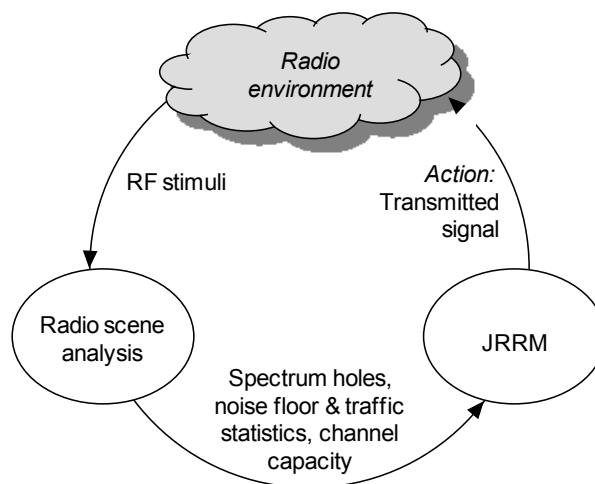 Radio
environment
RF stimuli
Action:
Transmitted
signal
Radio scene
analysis
JRRM
Spectrum holes,
noise floor & traffic
statistics, channel
capacity